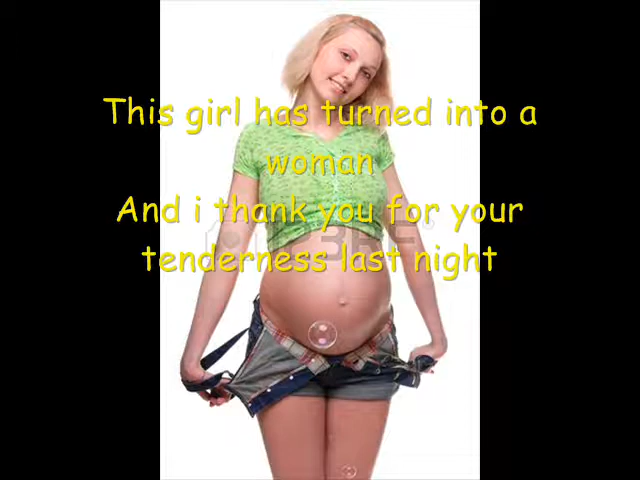 This girl has turned into a
woman
And i thank you for your
tenderness last night